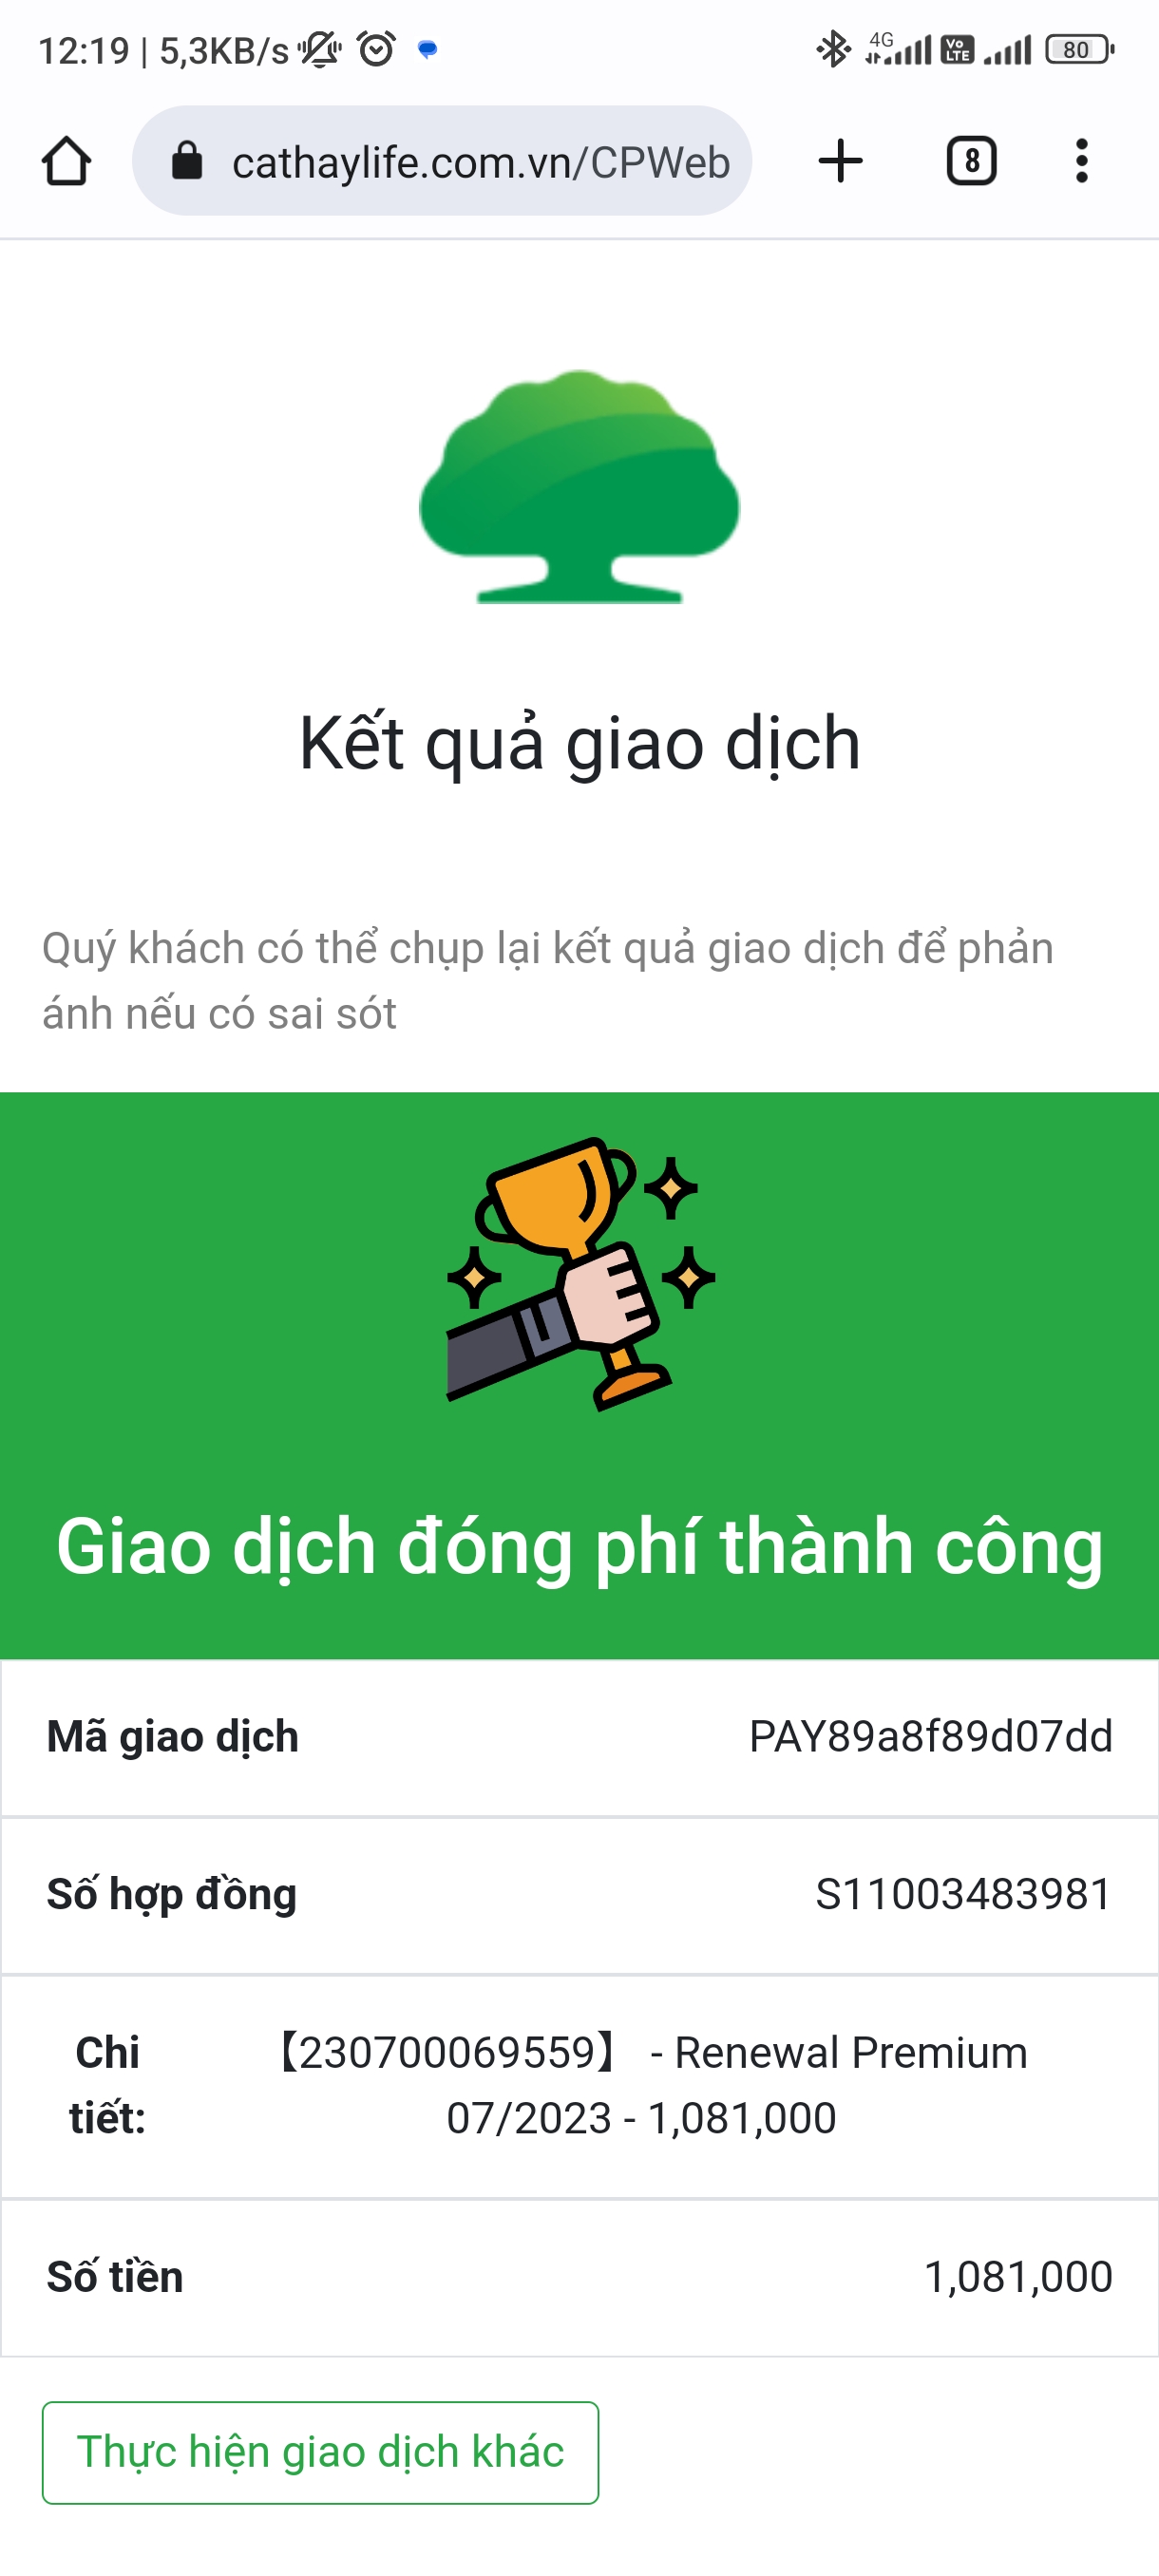 12:19 | 5,3KB/s 4G Vo LTE 80
cathaylife.com.vn/CPWeb 8
Kết quả giao dịch
Quý khách có thể chụp lại kết quả giao dịch để phản
ánh nếu có sai sót
Giao dịch đóng phí thành công
Mã giao dịch PAY89a8f89d07dd
Số hợp đồng S11003483981
Chi tiết: 【230700069559】 - Renewal Premium
07/2023 - 1,081,000
Số tiền 1,081,000
Thực hiện giao dịch khác